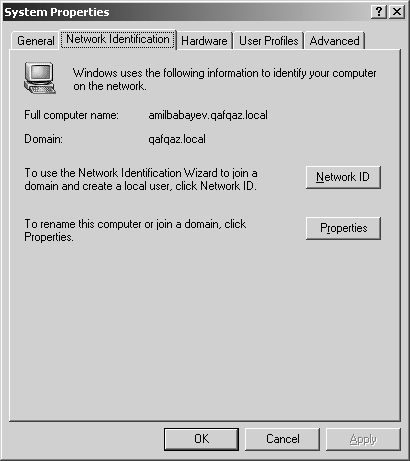 System Properties
General Network Identification Hardware User Profiles Advanced
Windows uses the following information to identify your computer
on the network.
Full computer name: amilbabayev.qafqaz.local
Domain: qafqaz.local
To use the Network Identification Wizard to join a
domain and create a local user, click Network ID.
Network ID
To rename this computer or join a domain, click
Properties.
Properties
OK Cancel Apply